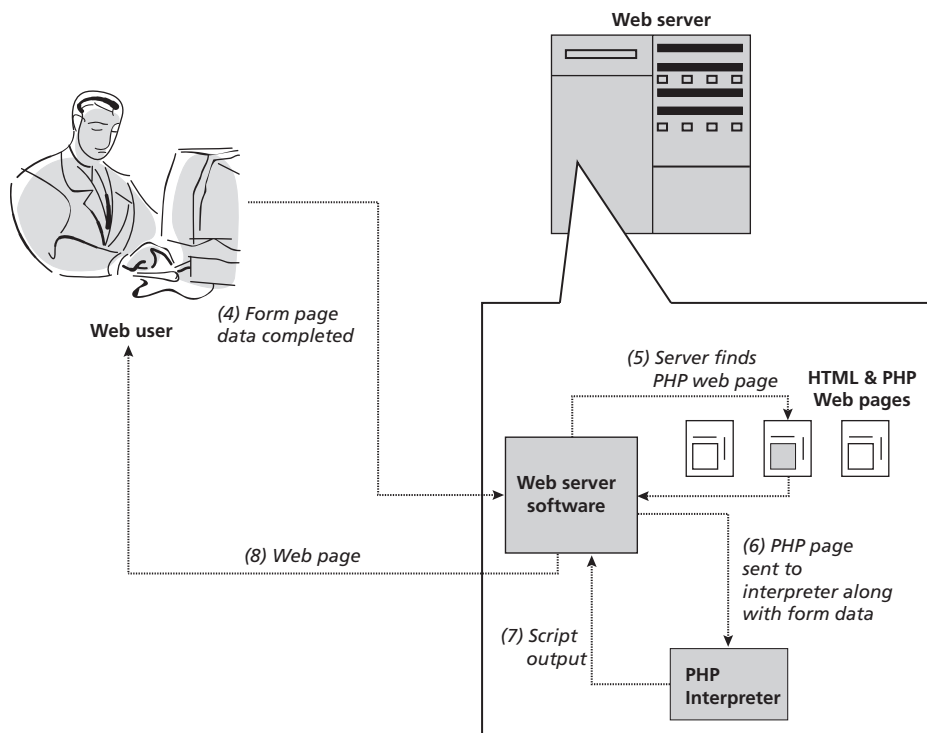 Web server
Web user
(4) Form page
data completed
(5) Server finds
PHP web page
HTML & PHP
Web pages
Web server
software
(8) Web page
(6) PHP page
sent to
interpreter along
with form data
(7) Script
output
PHP
Interpreter